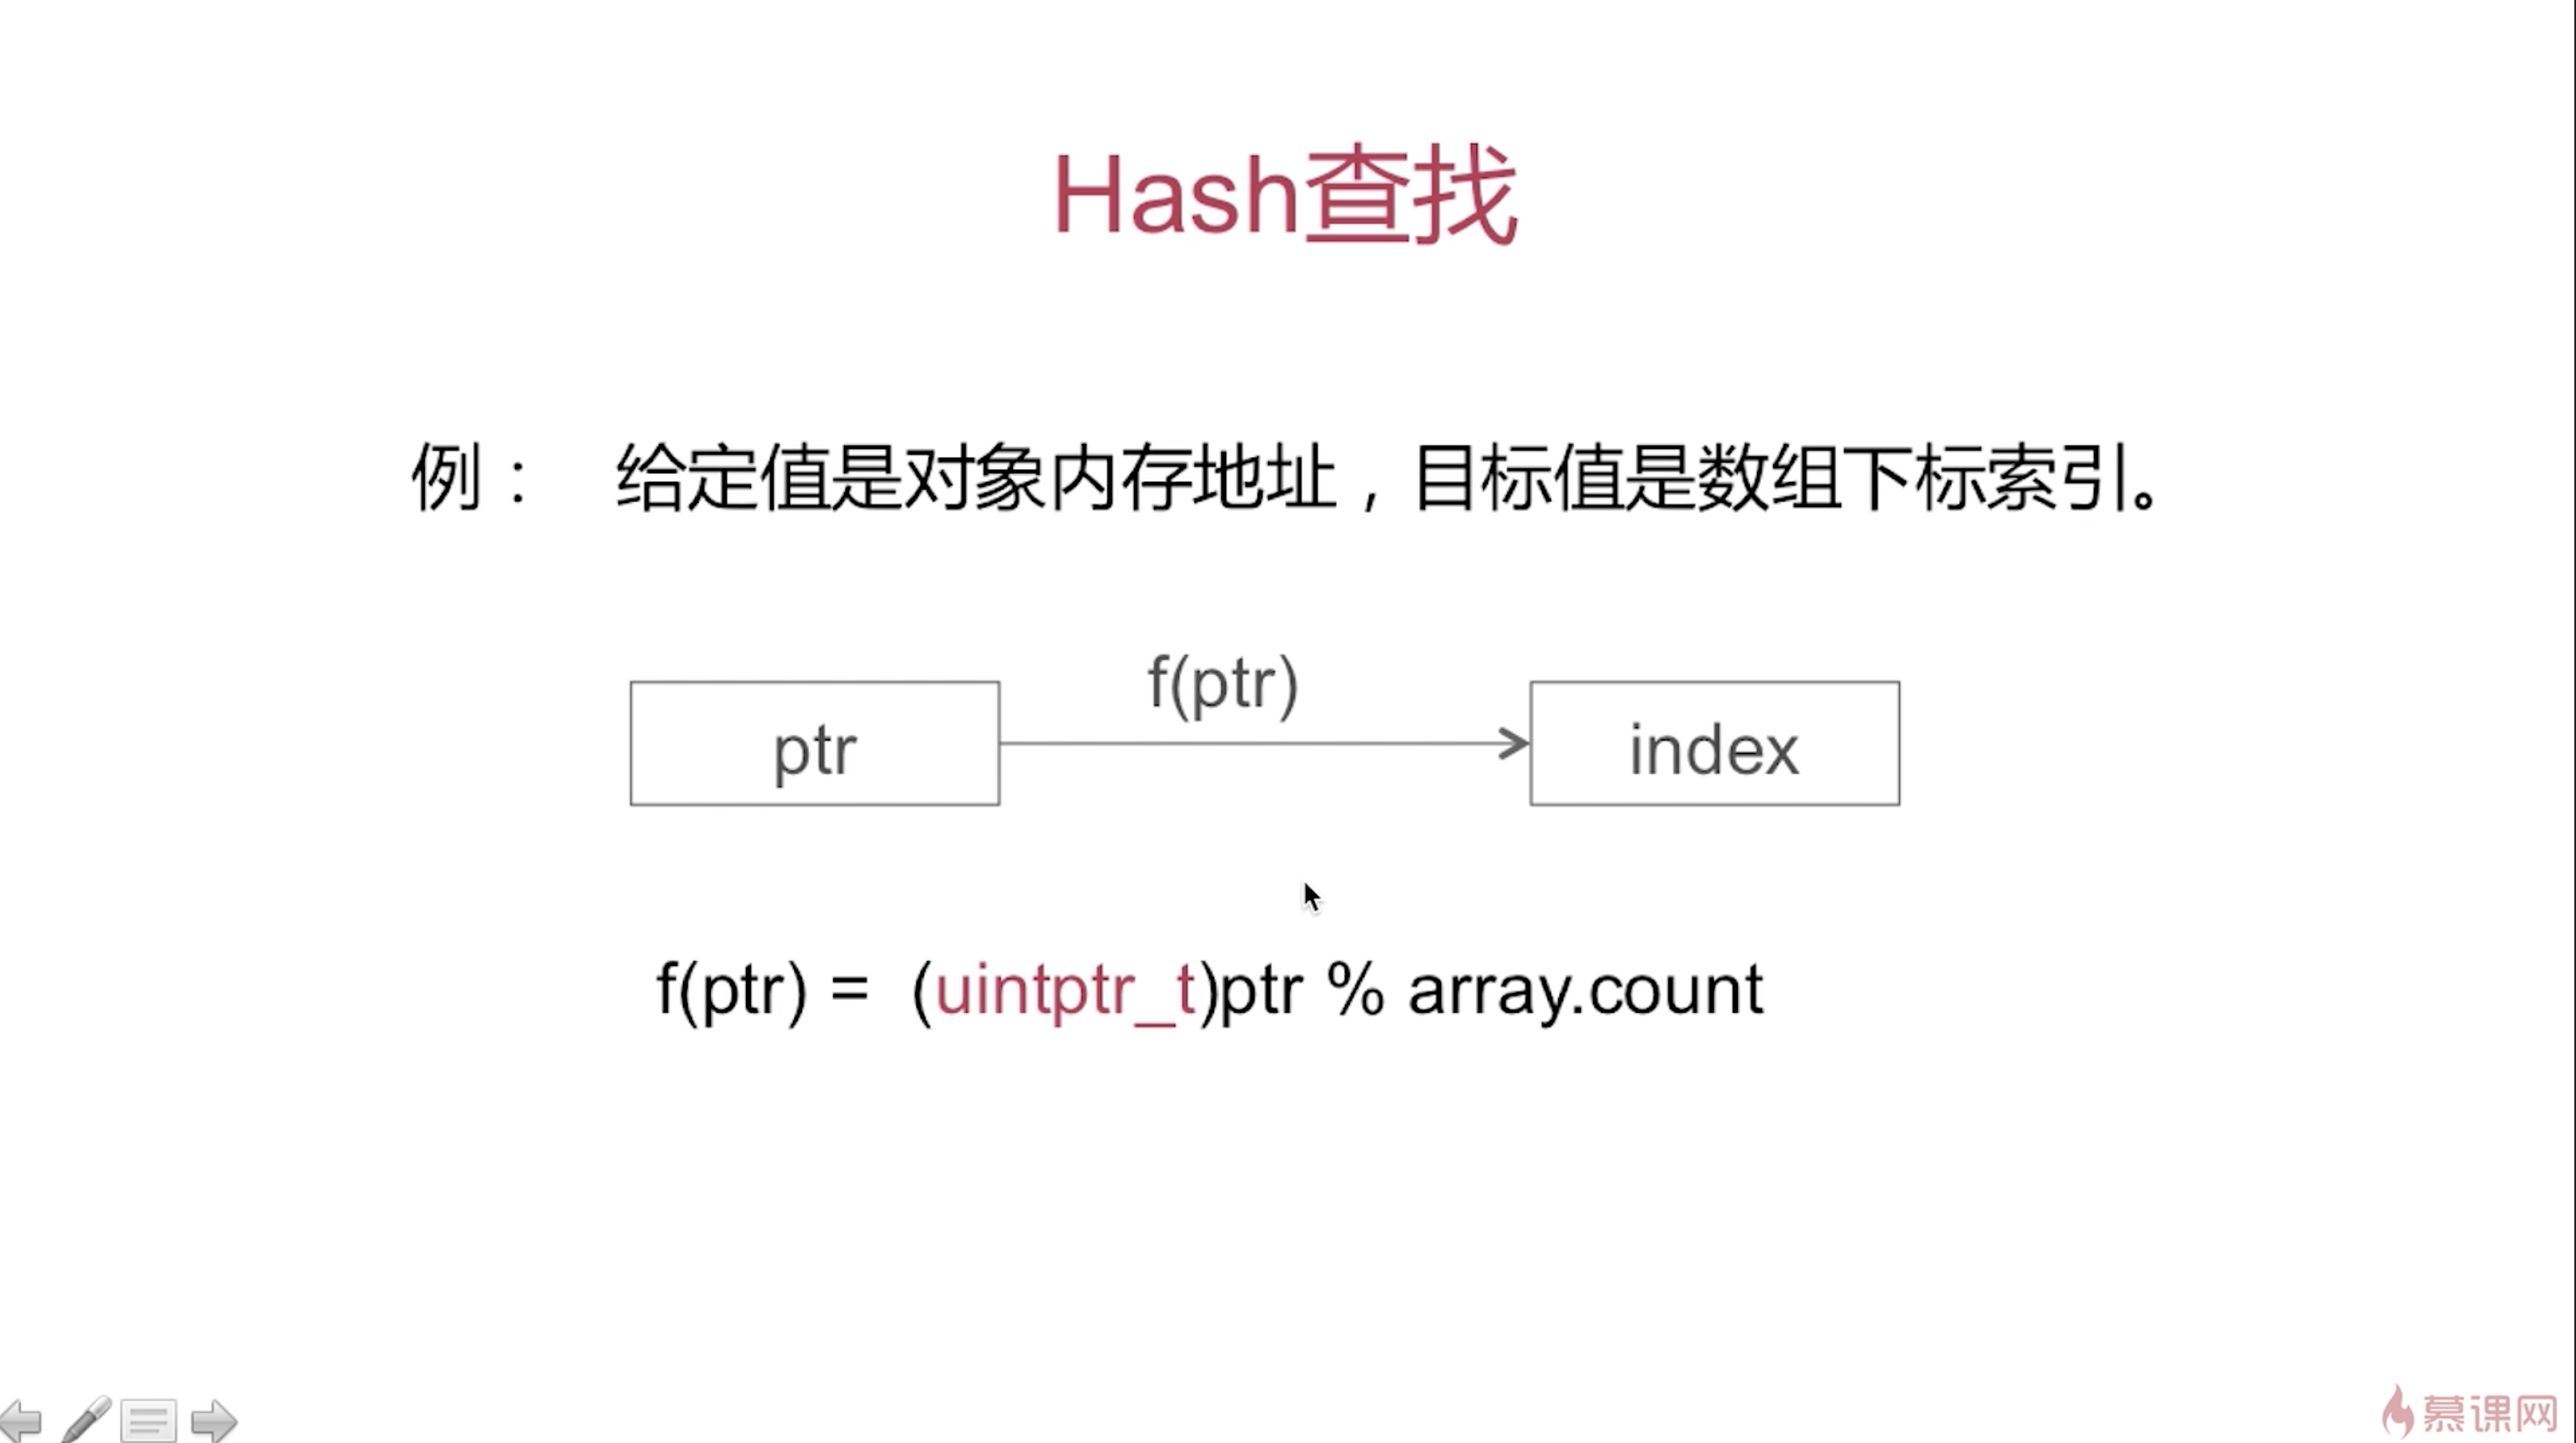 Hash查找
例： 给定值是对象内存地址，目标值是数组下标索引。
f(ptr)
ptr
index
f(ptr) = (uintptr_t)ptr % array.count
慕课网